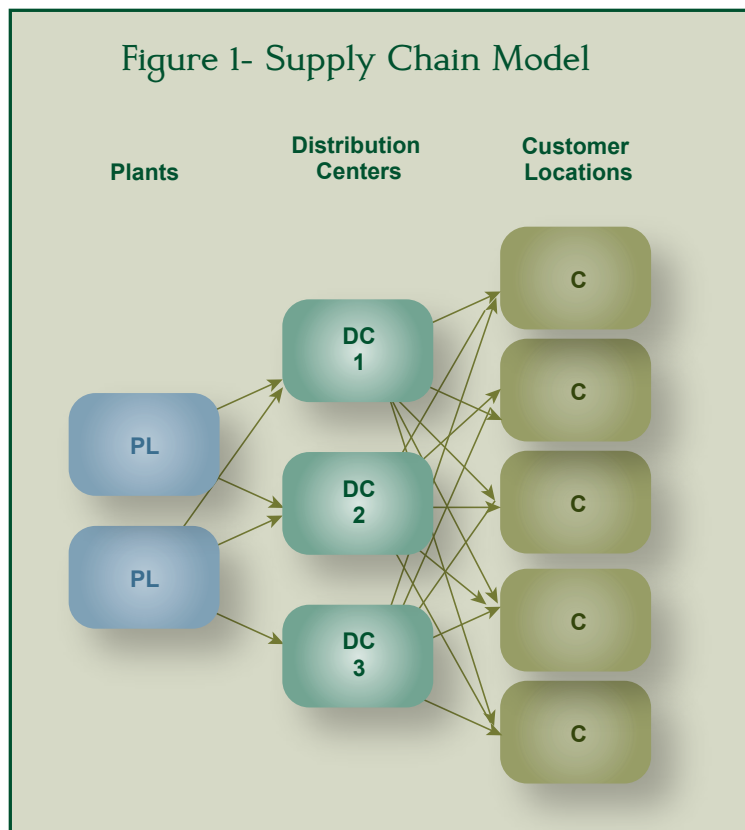 Figure 1- Supply Chain Model
Plants
Distribution
Centers
Customer
Locations
PL
PL
DC
1
DC
2
DC
3
C
C
C
C
C